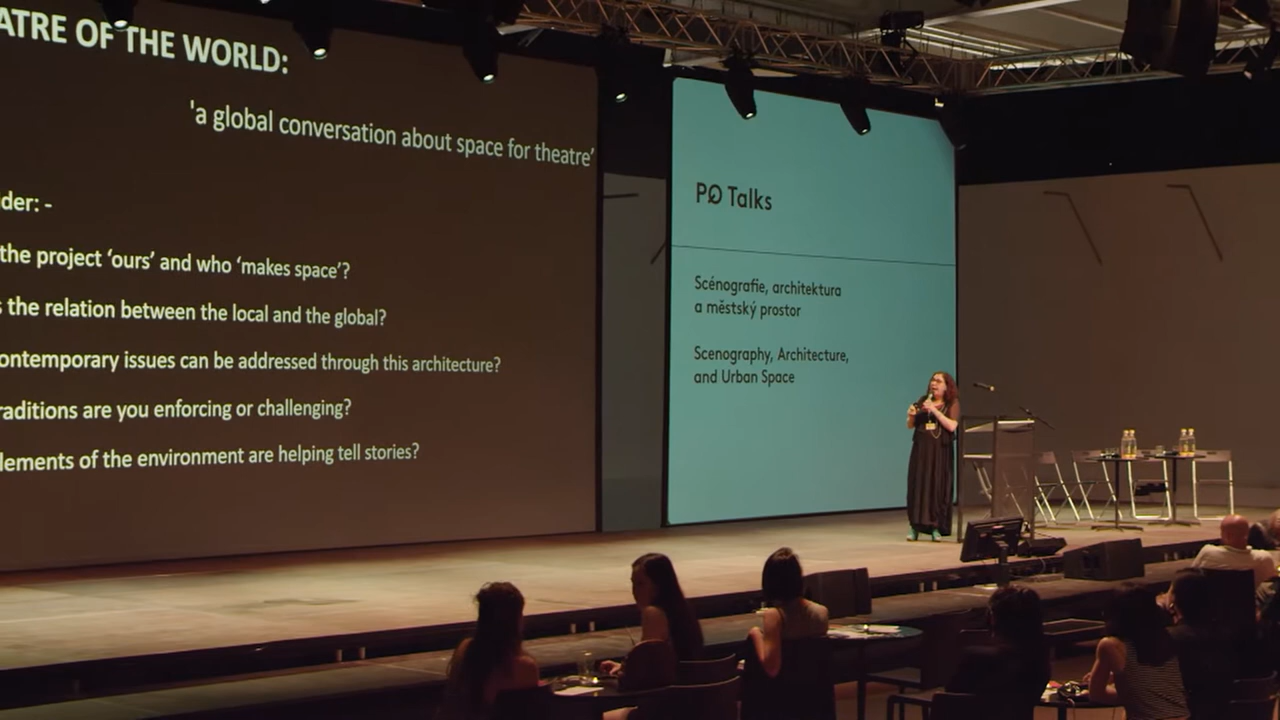 ATRE OF THE WORLD:
'a global conversation about space for theatre'
der: -
the project ‘ours’ and who ‘makes space’?
s the relation between the local and the global?
ontemporary issues can be addressed through this architecture?
raditions are you enforcing or challenging?
lements of the environment are helping tell stories?
PQ Talks
Scénografie, architektura
a městský prostor
Scenography, Architecture,
and Urban Space